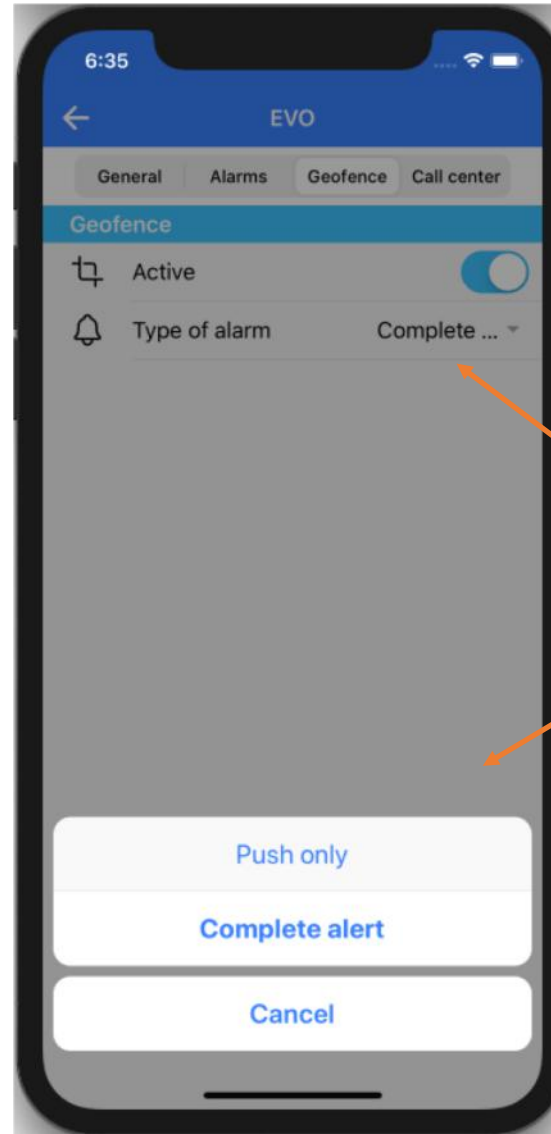 6:35
EVO
General Alarms Geofence Call center
Geofence
Active
Type of alarm Complete ...
Push only
Complete alert
Cancel